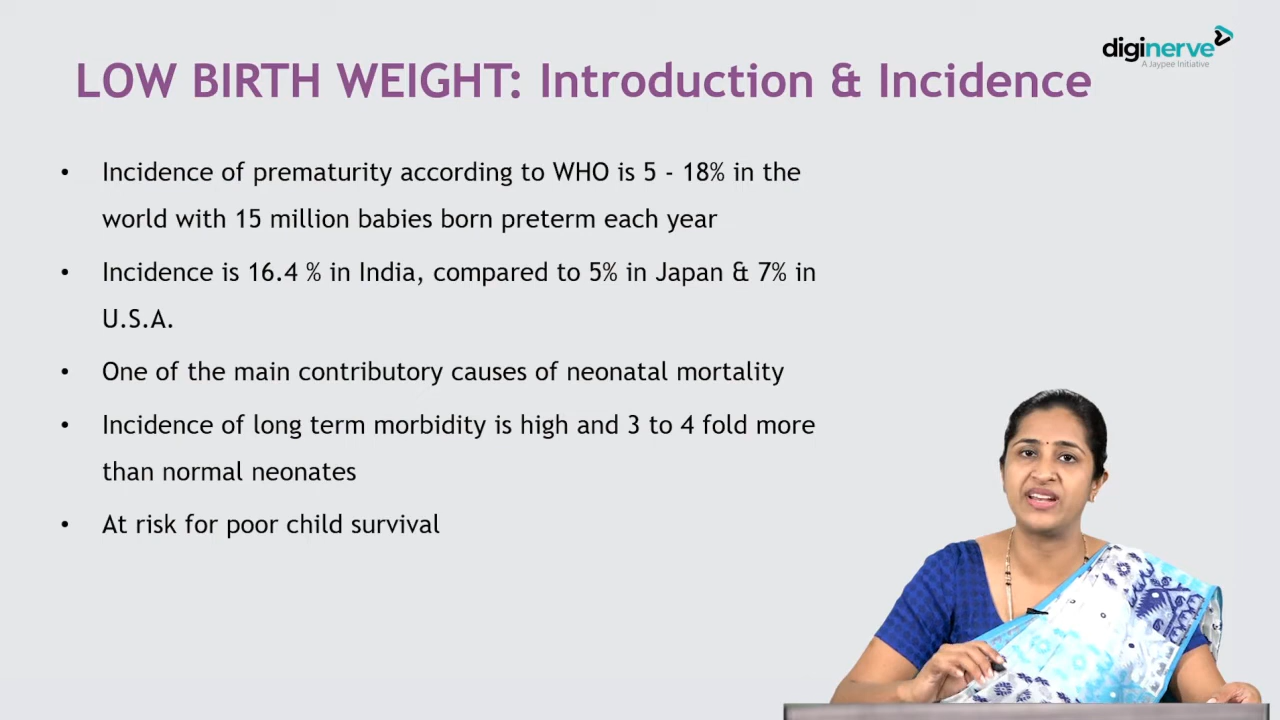 diginerve
A Jaypee Initiative
LOW BIRTH WEIGHT: Introduction & Incidence
• Incidence of prematurity according to WHO is 5 - 18% in the
world with 15 million babies born preterm each year
• Incidence is 16.4 % in India, compared to 5% in Japan & 7% in
U.S.A.
• One of the main contributory causes of neonatal mortality
• Incidence of long term morbidity is high and 3 to 4 fold more
than normal neonates
• At risk for poor child survival